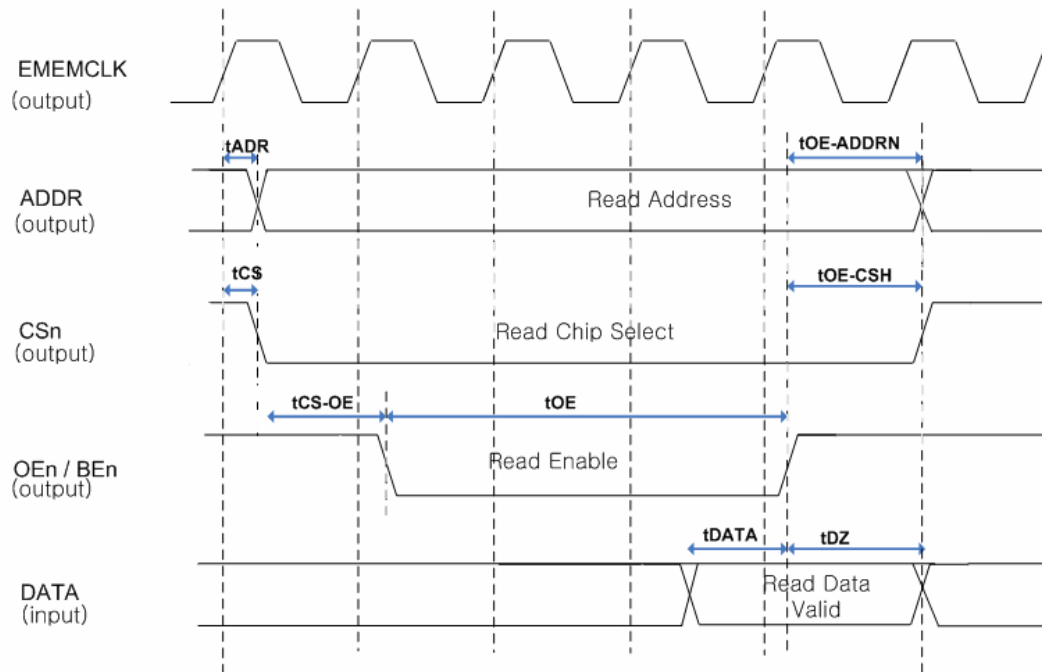 EMEMCLK
(output)
tADR
tOE-ADDRN
ADDR
(output)
Read Address
tCS
tOE-CSH
CSn
(output)
Read Chip Select
tCS-OE
tOE
OEn / BEn
(output)
Read Enable
tDATA
tDZ
DATA
(input)
Read Data
Valid